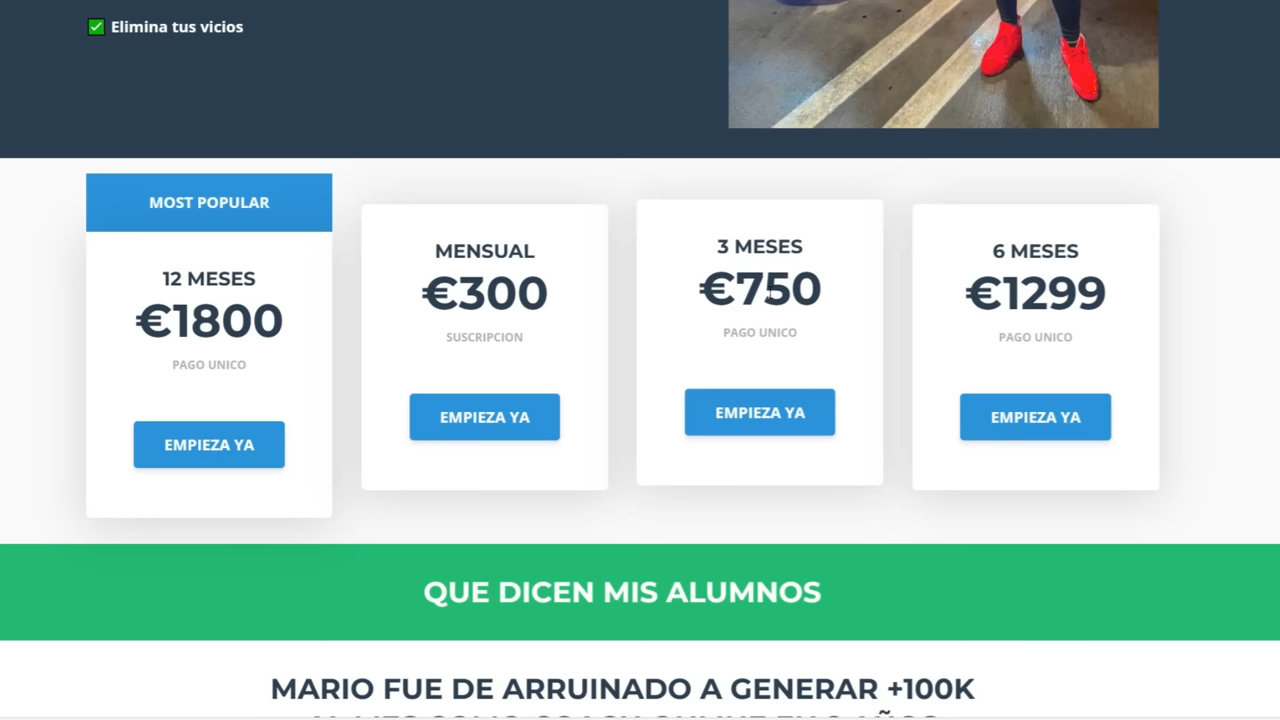 Elimina tus vicios
MOST POPULAR
12 MESES
€1800
PAGO UNICO
EMPIEZA YA
MENSUAL
€300
SUSCRIPCION
EMPIEZA YA
3 MESES
€750
PAGO UNICO
EMPIEZA YA
6 MESES
€1299
PAGO UNICO
EMPIEZA YA
QUE DICEN MIS ALUMNOS
MARIO FUE DE ARRUINADO A GENERAR +100K